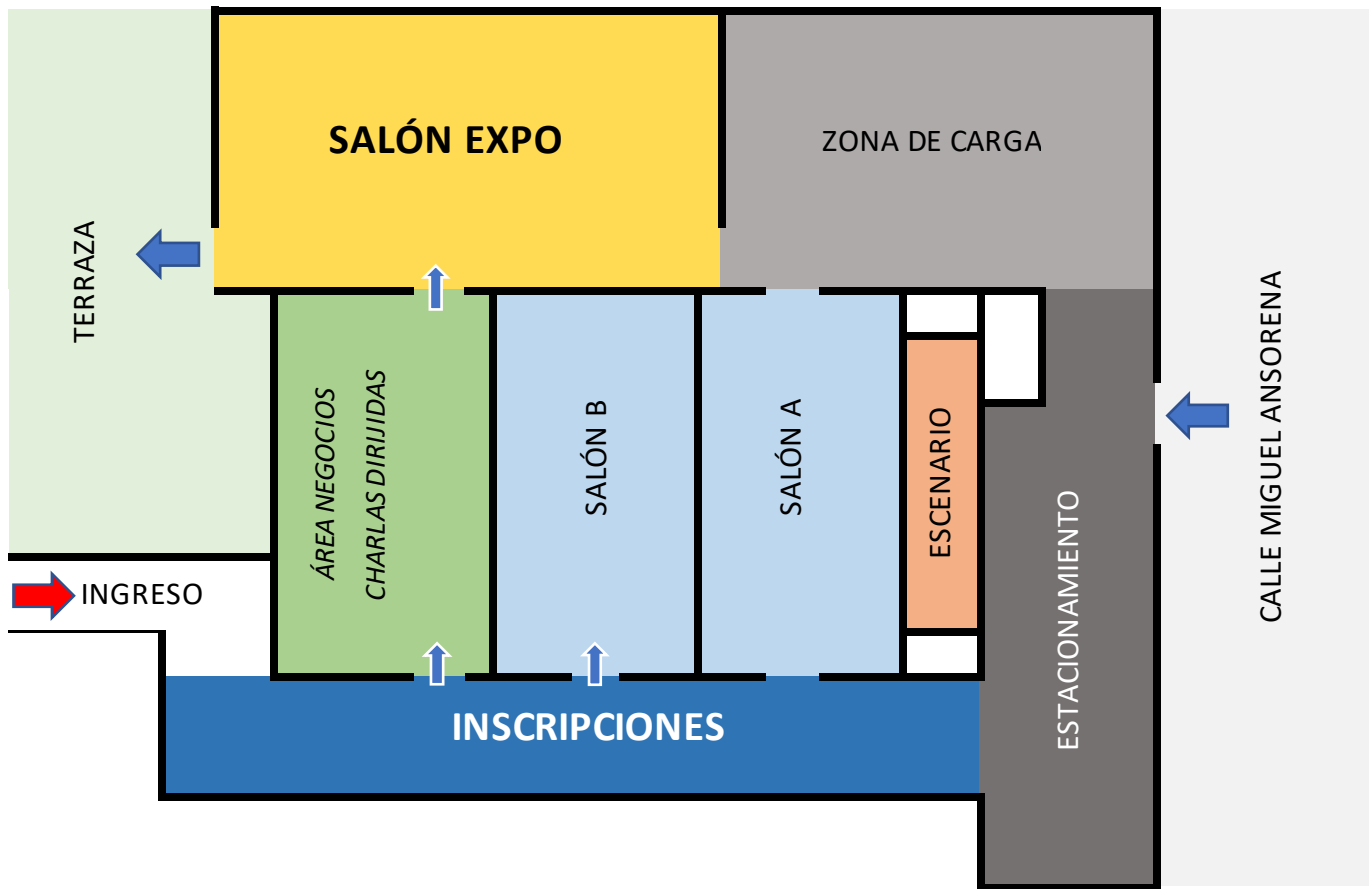 SALÓN EXPO
ZONA DE CARGA
TERRAZA
ÁREA NEGOCIOS
CHARLAS DIRIJIDAS
SALÓN B
SALÓN A
ESCENARIO
ESTACIONAMIENTO
CALLE MIGUEL ANSORENA
INGRESO
INSCRIPCIONES